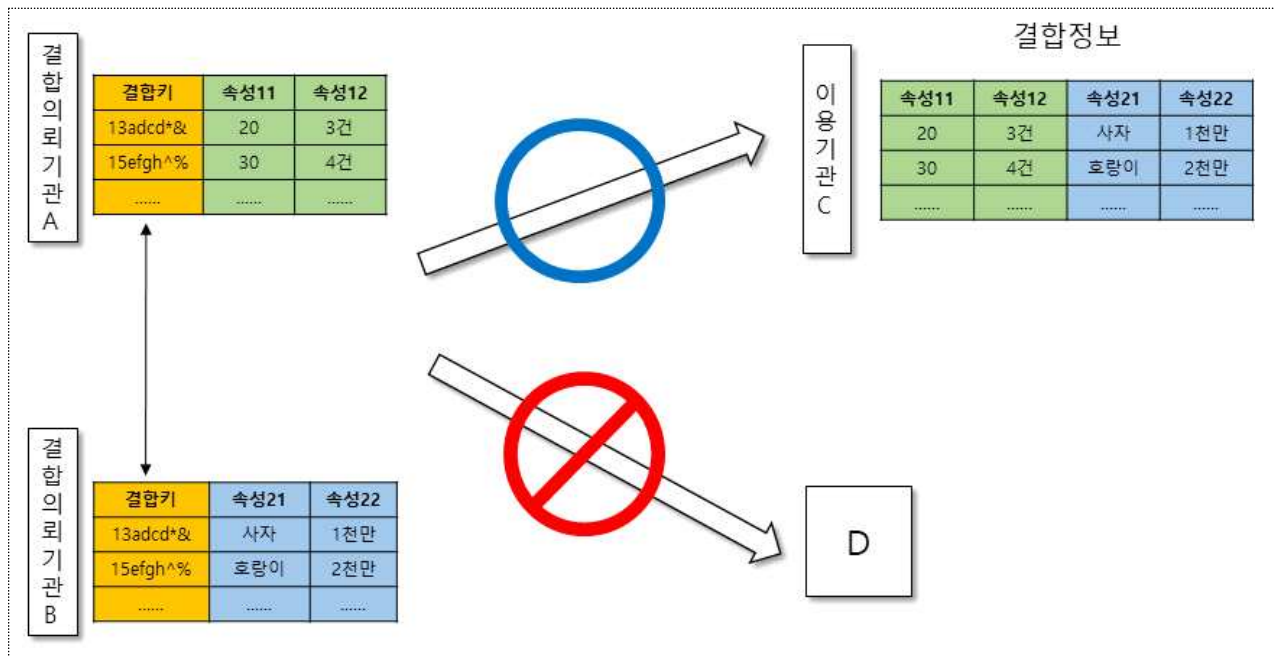 결합의뢰기관 A
결합키 속성11 속성12
13adcd*& 20 3건
15efgh^% 30 4건
...... ...... ......
결합정보
이용기관 C
속성11 속성12 속성21 속성22
20 3건 사자 1천만
30 4건 호랑이 2천만
...... ...... ...... ......
결합의뢰기관 B
결합키 속성21 속성22
13adcd*& 사자 1천만
15efgh^% 호랑이 2천만
...... ...... ......
D